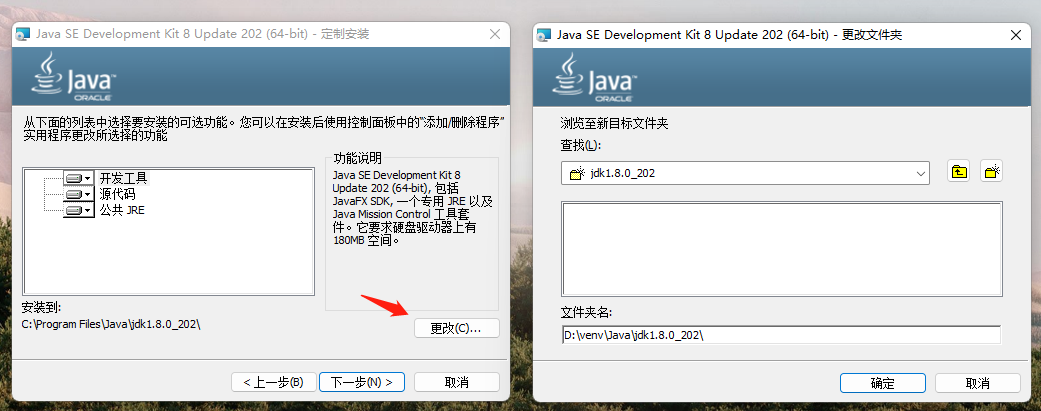 Java SE Development Kit 8 Update 202 (64-bit) - 定制安装
Java™
ORACLE
从下面的列表中选择要安装的可选功能。您可以在安装后使用控制面板中的"添加/删除程序"
实用程序更改所选择的功能
开发工具
源代码
公共 JRE
功能说明
Java SE Development Kit 8
Update 202 (64-bit), 包括
JavaFX SDK, 一个专用 JRE 以及
Java Mission Control 工具套
件。它要求硬盘驱动器上有
180MB 空间。
安装到:
C:\Program Files\Java\jdk1.8.0_202\
更改(C)...
< 上一步(B)
下一步(N) >
取消
Java SE Development Kit 8 Update 202 (64-bit) - 更改文件夹
Java™
ORACLE
浏览至新目标文件夹
查找(L):
jdk1.8.0_202
文件夹名:
D:\venv\Java\jdk1.8.0_202\
确定
取消